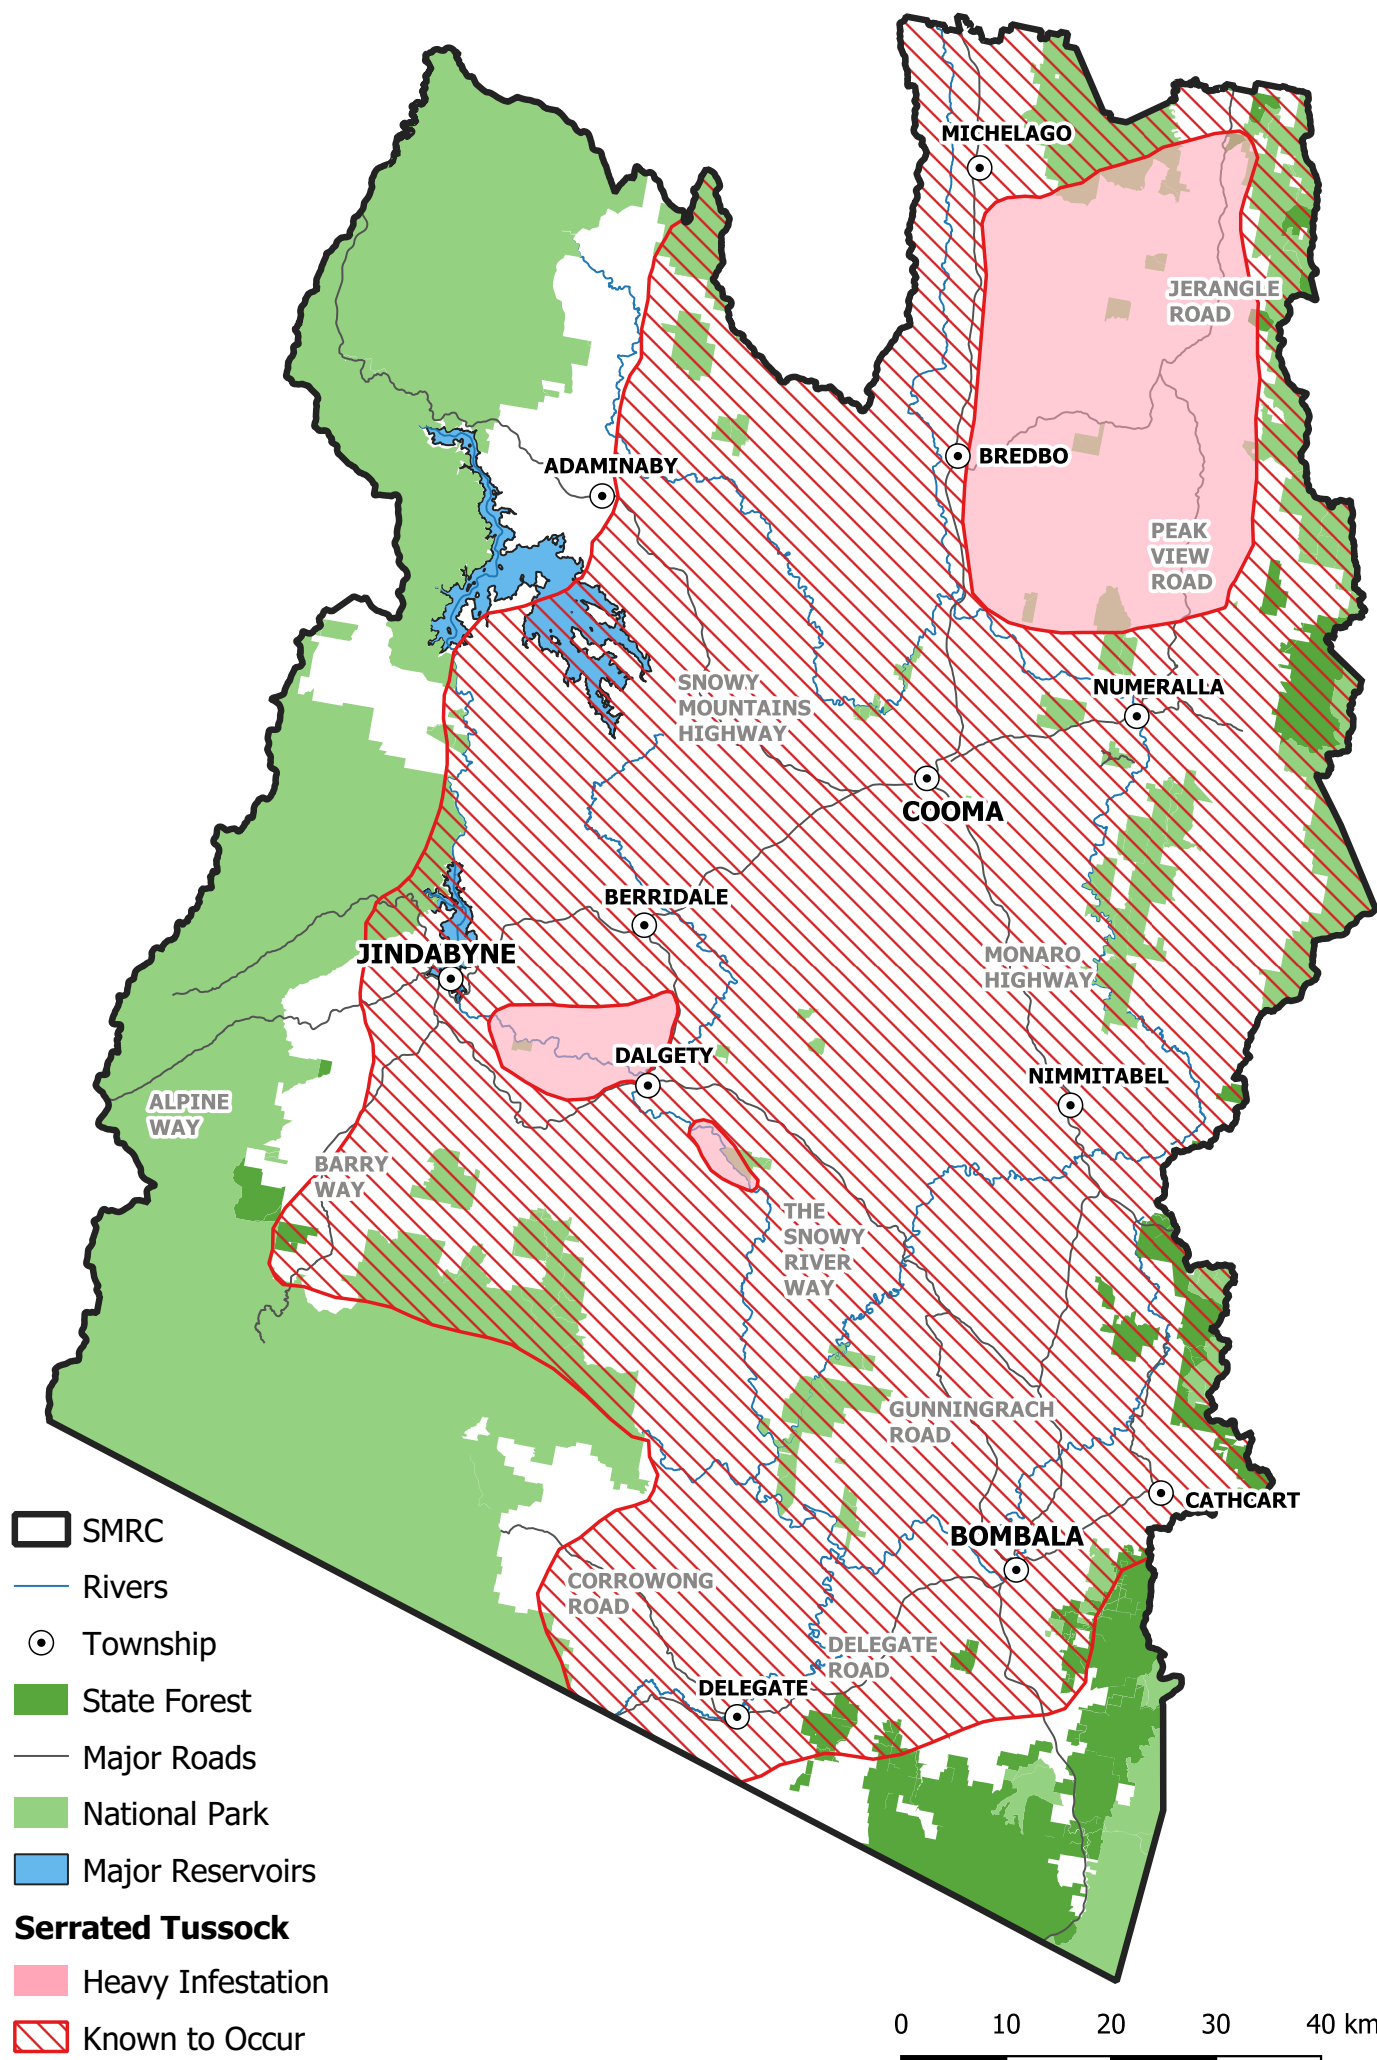 MICHELAGO
JERANGLE
ROAD
ADAMINABY
BREDBO
PEAK
VIEW
ROAD
SNOWY
MOUNTAINS
HIGHWAY
NUMERALLA
COOMA
BERRIDALE
JINDABYNE
MONARO
HIGHWAY
DALGETY
NIMMITABEL
ALPINE
WAY
BARRY
WAY
THE
SNOWY
RIVER
WAY
GUNNINGRACH
ROAD
CATHCART
BOMBALA
CORROWONG
ROAD
DELEGATE
ROAD
DELEGATE
SMRC
Rivers
Township
State Forest
Major Roads
National Park
Major Reservoirs
Serrated Tussock
Heavy Infestation
Known to Occur
0 10 20 30 40 km